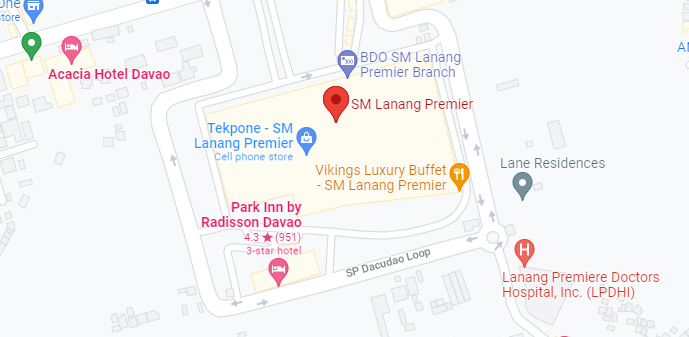 One
store
Acacia Hotel Davao
BDO SM Lanang
Premier Branch
SM Lanang Premier
Tekpone - SM
Lanang Premier
Cell phone store
Vikings Luxury Buffet
- SM Lanang Premier
Lane Residences
Park Inn by
Radisson Davao
4.3 ★ (951)
3-star hotel
SP Dacudao Loop
H
Lanang Premiere Doctors
Hospital, Inc. (LPDHI)